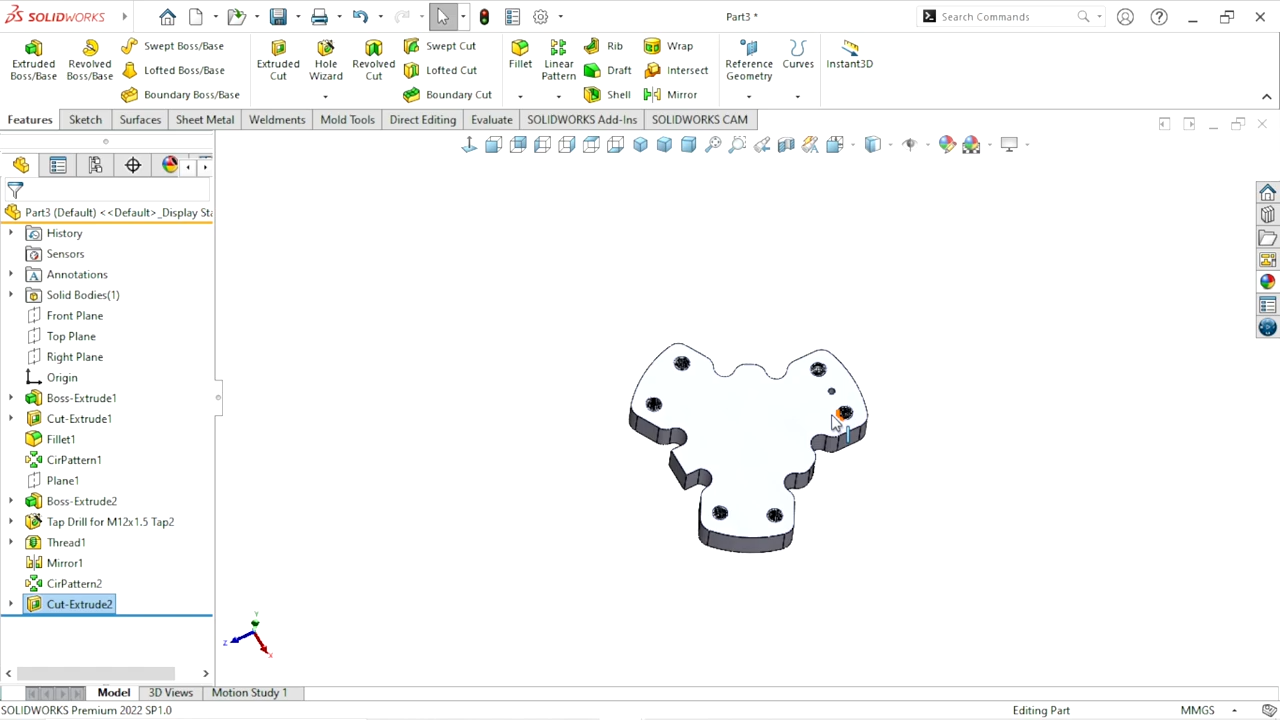 SOLIDWORKS
Part3 *
Search Commands
Extruded Boss/Base
Revolved Boss/Base
Swept Boss/Base
Lofted Boss/Base
Boundary Boss/Base
Extruded Cut
Hole Wizard
Revolved Cut
Swept Cut
Lofted Cut
Boundary Cut
Fillet
Linear Pattern
Rib
Draft
Shell
Wrap
Intersect
Mirror
Reference Geometry
Curves
Instant3D
Features
Sketch
Surfaces
Sheet Metal
Weldments
Mold Tools
Direct Editing
Evaluate
SOLIDWORKS Add-Ins
SOLIDWORKS CAM
Part3 (Default) <<Default>_Display Sta
History
Sensors
Annotations
Solid Bodies(1)
Front Plane
Top Plane
Right Plane
Origin
Boss-Extrude1
Cut-Extrude1
Fillet1
CirPattern1
Plane1
Boss-Extrude2
Tap Drill for M12x1.5 Tap2
Thread1
Mirror1
CirPattern2
Cut-Extrude2
Y
Z
X
Model
3D Views
Motion Study 1
SOLIDWORKS Premium 2022 SP1.0
Editing Part
MMGS